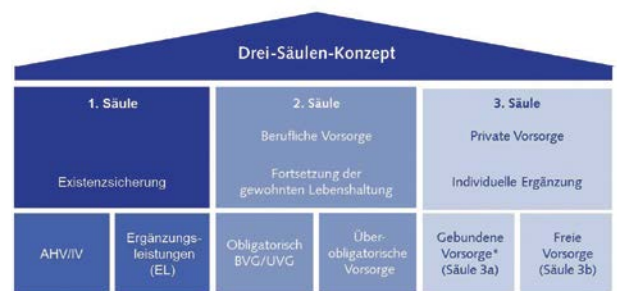 Drei-Säulen-Konzept
1. Säule
Existenzsicherung
2. Säule
Berufliche Vorsorge
Fortsetzung der
gewohnten Lebenshaltung
3. Säule
Private Vorsorge
Individuelle Ergänzung
AHV/IV
Ergänzungs-
leistungen
(EL)
Obligatorisch
BVG/UVG
Über-
obligatorische
Vorsorge
Gebundene
Vorsorge*
(Säule 3a)
Freie
Vorsorge
(Säule 3b)